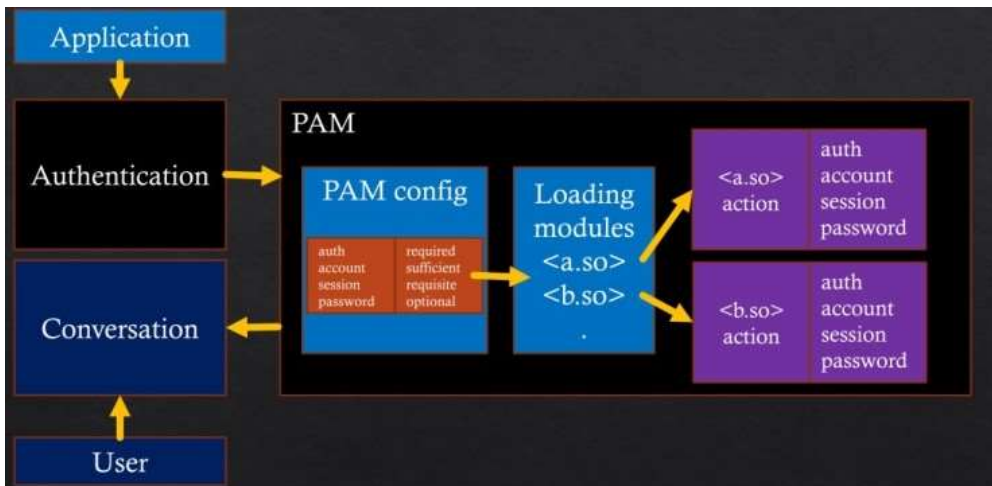 Application
Authentication
Conversation
User
PAM
PAM config
auth
account
session
password
required
sufficient
requisite
optional
Loading
modules
<a.so>
<b.so>
.
<a.so>
action
auth
account
session
password
<b.so>
action
auth
account
session
password